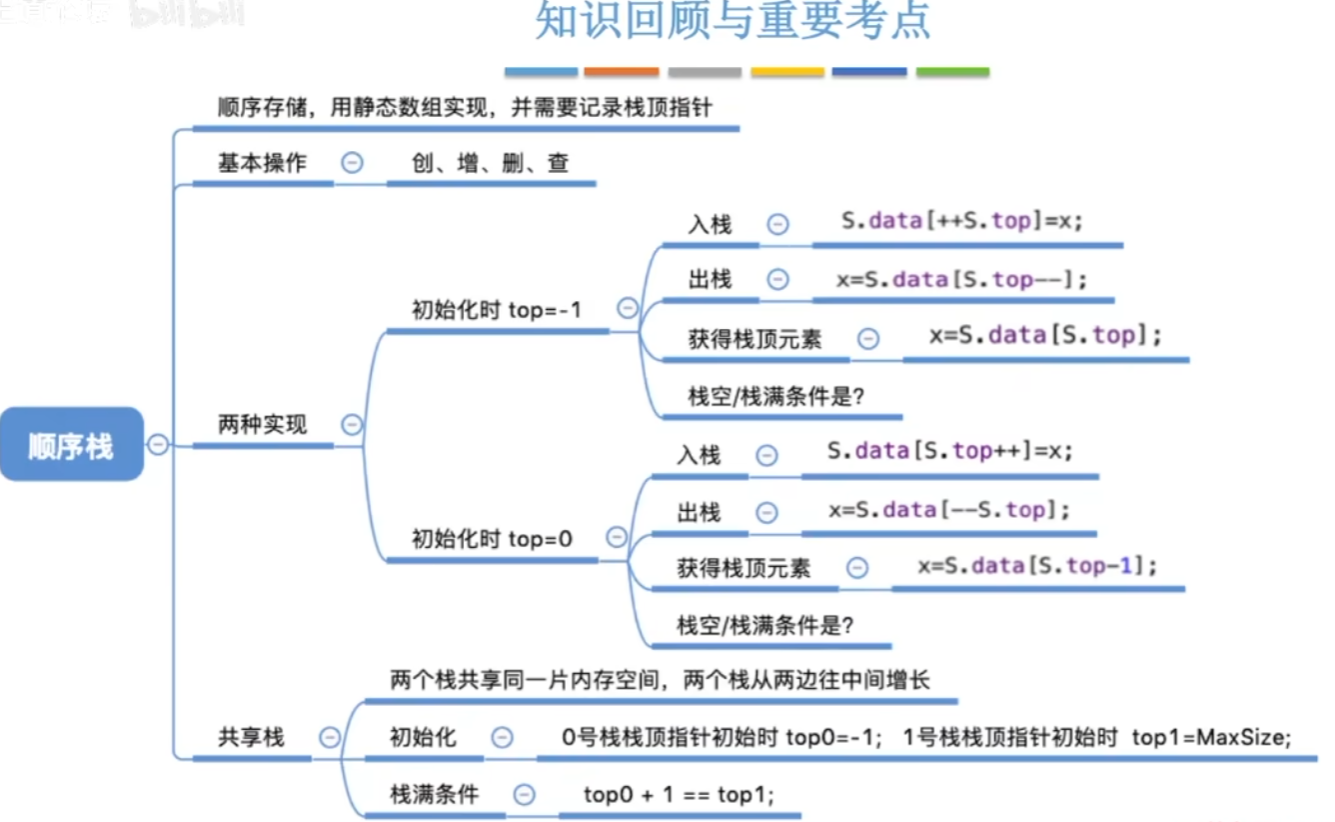 bilibili
知识回顾与重要考点
顺序存储，用静态数组实现，并需要记录栈顶指针
基本操作
创、增、删、查
入栈
S.data[++S.top]=x;
出栈
x=S.data[S.top--];
初始化时 top=-1
获得栈顶元素
x=S.data[S.top];
栈空/栈满条件是?
两种实现
顺序栈
入栈
S.data[S.top++]=x;
出栈
x=S.data[--S.top];
初始化时 top=0
获得栈顶元素
x=S.data[S.top-1];
栈空/栈满条件是?
两个栈共享同一片内存空间，两个栈从两边往中间增长
共享栈
初始化
0号栈栈顶指针初始时 top0=-1； 1号栈栈顶指针初始时 top1=MaxSize;
栈满条件
top0 + 1 == top1;